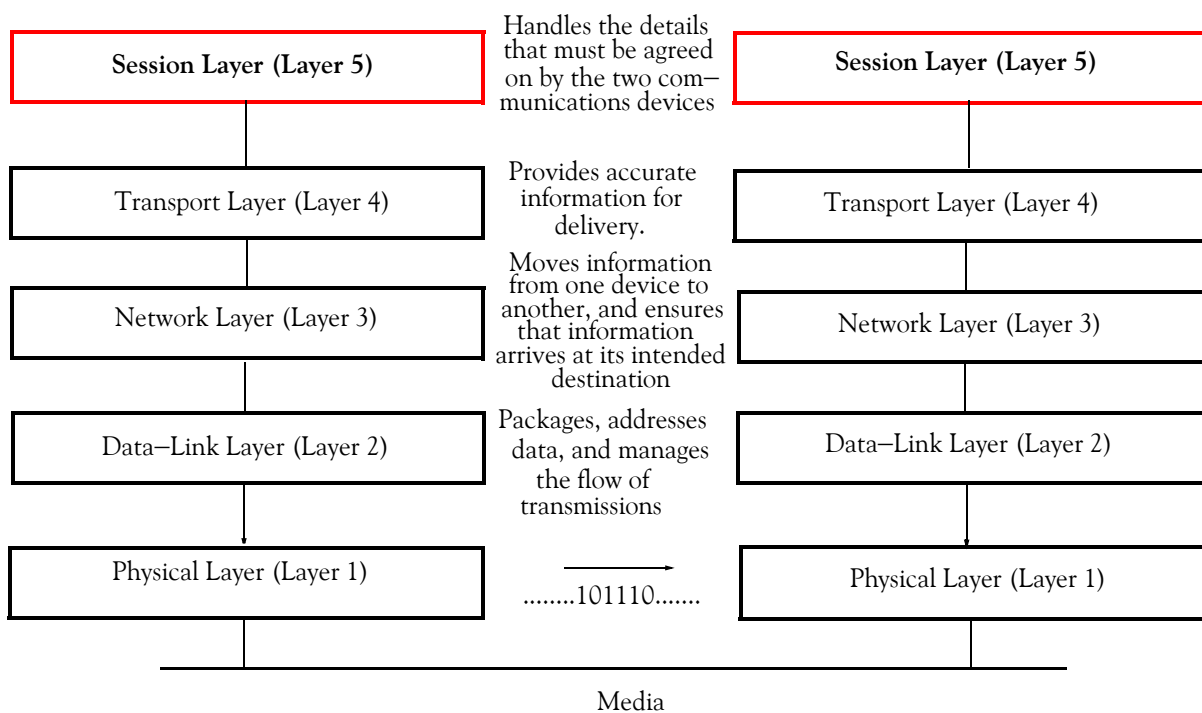 Handles the details
that must be agreed
on by the two com–
munications devices
Session Layer (Layer 5)
Session Layer (Layer 5)
Provides accurate
information for
delivery.
Transport Layer (Layer 4)
Transport Layer (Layer 4)
Moves information
from one device to
another, and ensures
that information
arrives at its intended
destination
Network Layer (Layer 3)
Network Layer (Layer 3)
Packages, addresses
data, and manages
the flow of
transmissions
Data–Link Layer (Layer 2)
Data–Link Layer (Layer 2)
Physical Layer (Layer 1)
........101110.......
Physical Layer (Layer 1)
Media